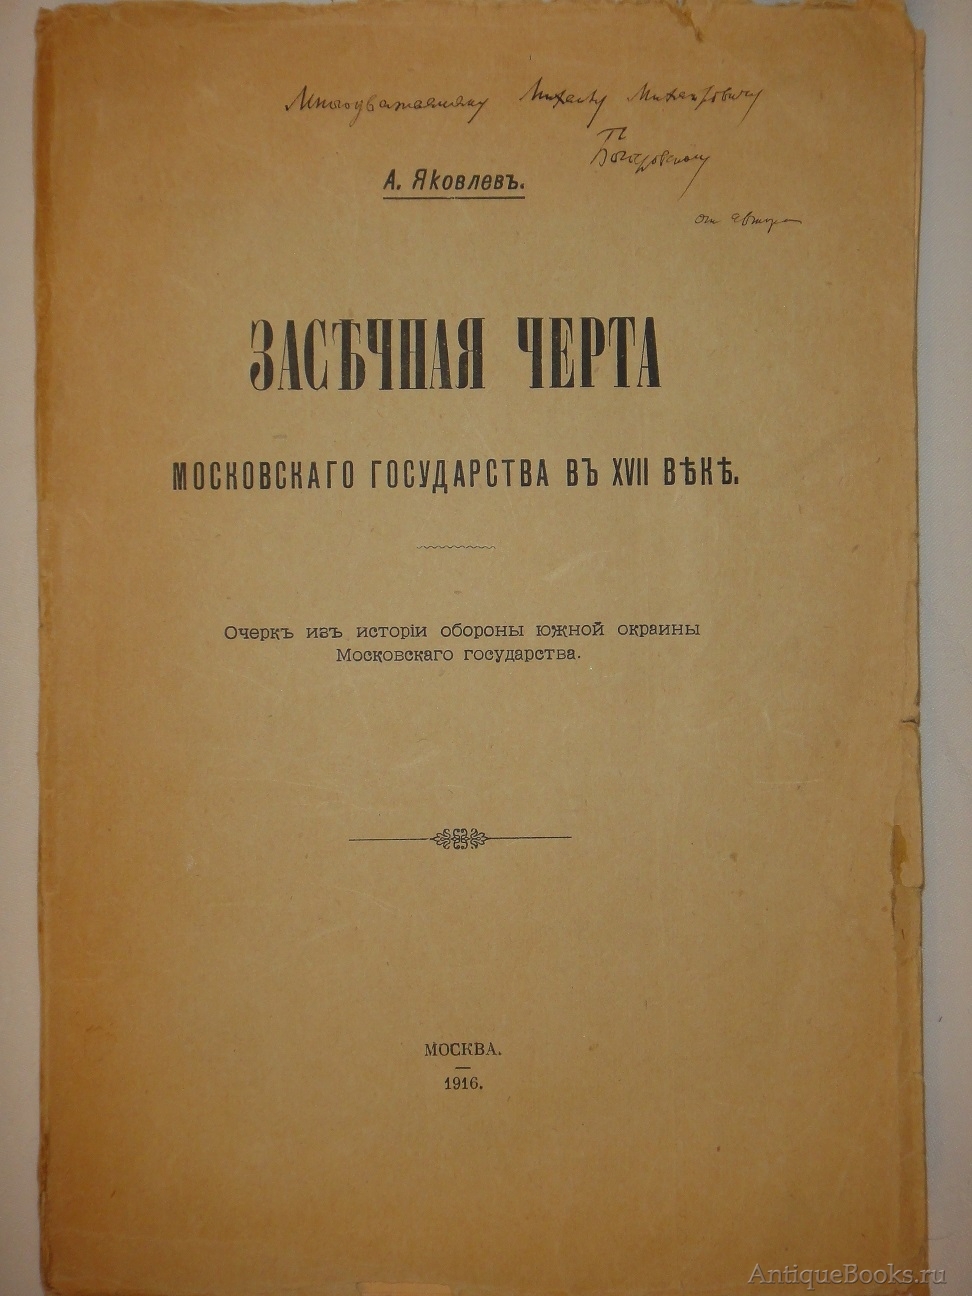 Многоуважаемому Михаилу Михайловичу
от автора
А. Яковлевъ.
ЗАСѢЧНАЯ ЧЕРТА
МОСКОВСКАГО ГОСУДАРСТВА ВЪ XVII ВѢКѢ.
Очеркъ изъ исторіи обороны южной окраины
Московскаго государства.
МОСКВА.
1916.
AntiqueBooks.ru